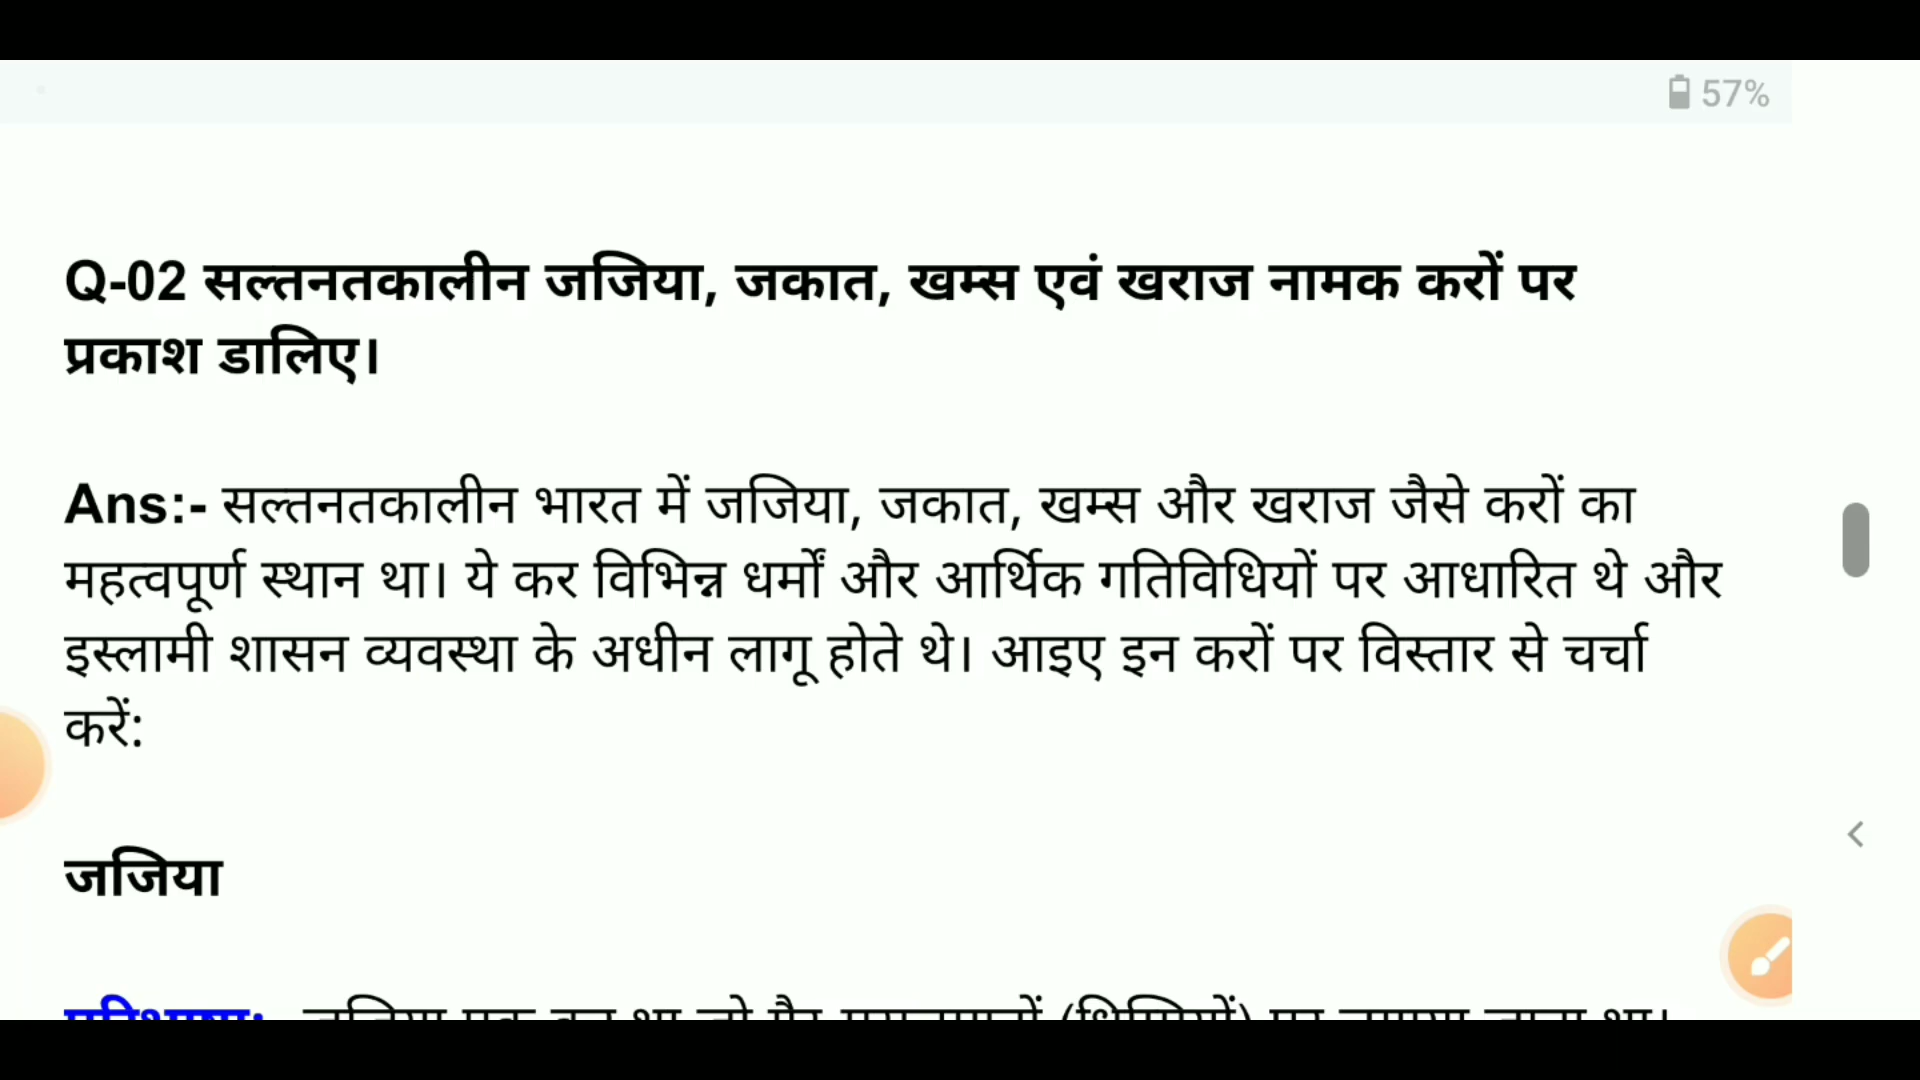 57%
Q-02 सल्तनतकालीन जजिया, जकात, खम्स एवं खराज नामक करों पर
प्रकाश डालिए।
Ans:- सल्तनतकालीन भारत में जजिया, जकात, खम्स और खराज जैसे करों का
महत्वपूर्ण स्थान था। ये कर विभिन्न धर्मों और आर्थिक गतिविधियों पर आधारित थे और
इस्लामी शासन व्यवस्था के अधीन लागू होते थे। आइए इन करों पर विस्तार से चर्चा
करें:
जजिया